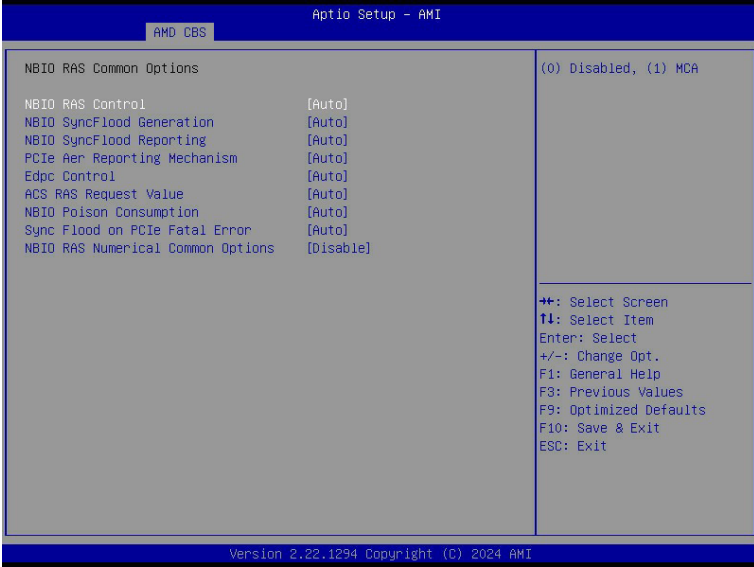 Aptio Setup – AMI
AMD CBS
NBIO RAS Common Options
NBIO RAS Control [Auto]
NBIO SyncFlood Generation [Auto]
NBIO SyncFlood Reporting [Auto]
PCIe Aer Reporting Mechanism [Auto]
Edpc Control [Auto]
ACS RAS Request Value [Auto]
NBIO Poison Consumption [Auto]
Sync Flood on PCIe Fatal Error [Auto]
NBIO RAS Numerical Common Options [Disable]
(0) Disabled, (1) MCA
→←: Select Screen
↑↓: Select Item
Enter: Select
+/-: Change Opt.
F1: General Help
F3: Previous Values
F9: Optimized Defaults
F10: Save & Exit
ESC: Exit
Version 2.22.1294 Copyright (C) 2024 AMI